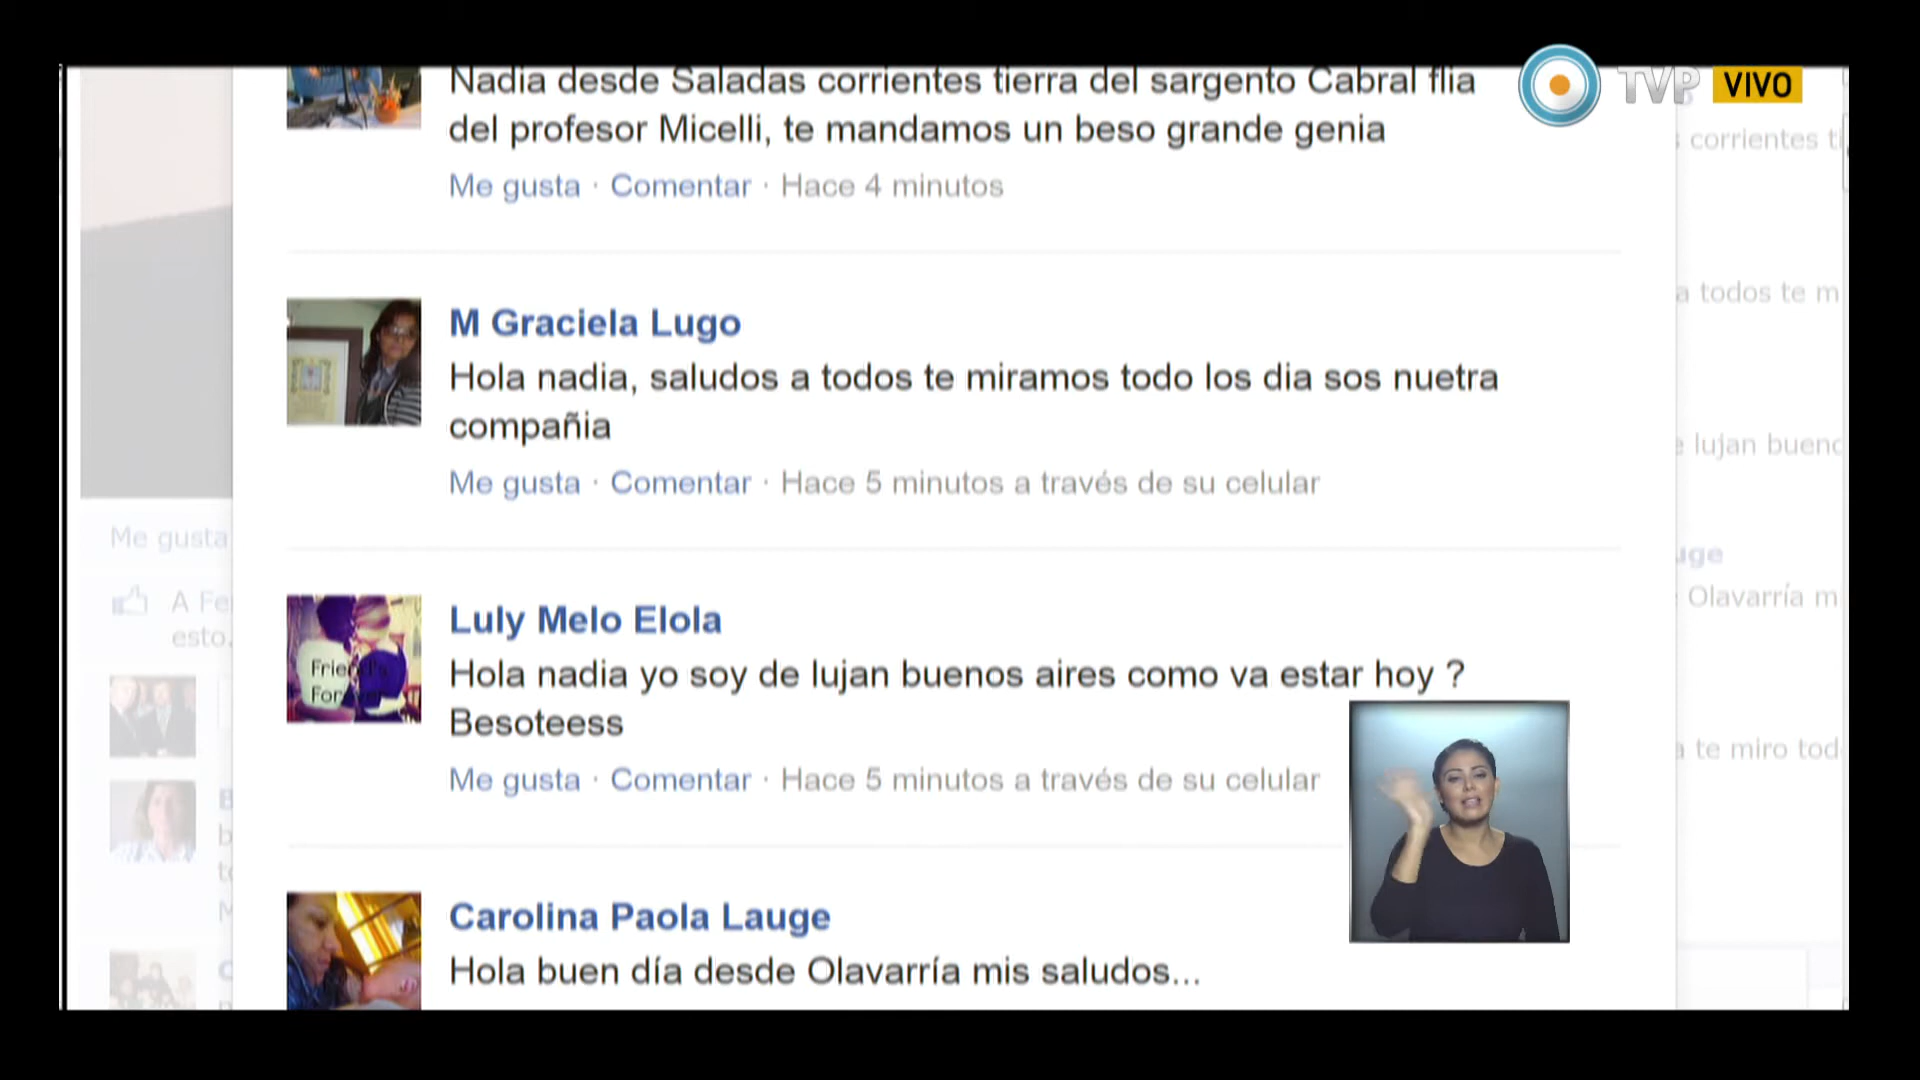 Nadia desde Saladas corrientes tierra del sargento Cabral flia
del profesor Micelli, te mandamos un beso grande genia
Me gusta · Comentar · Hace 4 minutos
M Graciela Lugo
Hola nadia, saludos a todos te miramos todo los dia sos nuetra
compañia
Me gusta · Comentar · Hace 5 minutos a través de su celular
Luly Melo Elola
Hola nadia yo soy de lujan buenos aires como va estar hoy ?
Besoteess
Me gusta · Comentar · Hace 5 minutos a través de su celular
Carolina Paola Lauge
Hola buen día desde Olavarría mis saludos...
TVP VIVO
Me gusta
A Fe
esto.
corrientes ti
a todos te m
lujan buen
uge
Olavarría m
a te miro tod